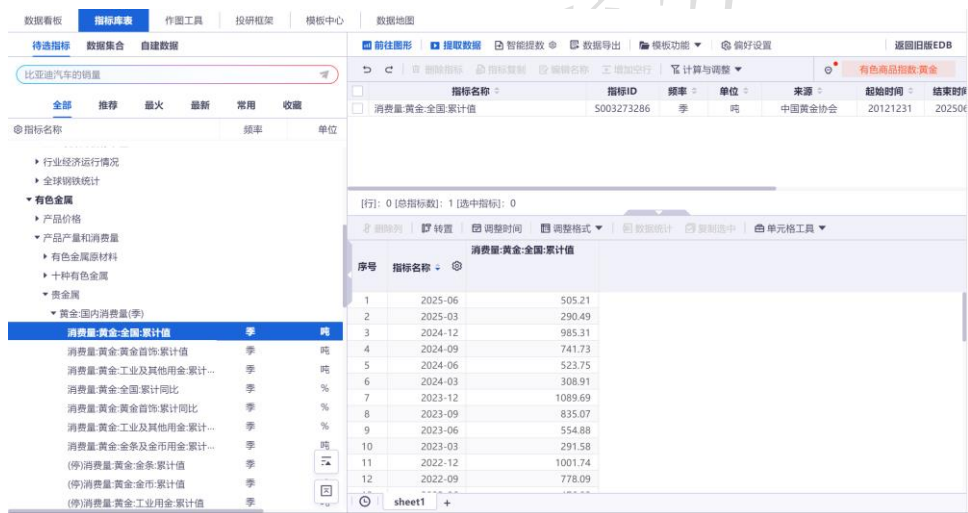 数据看板 指标库表 作图工具 投研框架 模板中心 数据地图
待选指标 数据集合 自建数据
前往图形 提取数据 智能提数 数据导出 模板功能 偏好设置 返回旧版EDB
比亚迪汽车的销量
删除指标 指标复制 编辑名称 增加空行 计算与调整 有色商品指数:黄金
全部 推荐 最火 最新 常用 收藏
指标名称 频率 单位
指标名称 指标ID 频率 单位 来源 起始时间 结束时间
消费量:黄金:全国:累计值 S003273286 季 吨 中国黄金协会 20121231 202506
行业经济运行情况
全球钢铁统计
有色金属
产品价格
产品产量和消费量
有色金属原材料
十种有色金属
贵金属
黄金:国内消费量(季)
消费量:黄金:全国:累计值 季 吨
消费量:黄金:黄金首饰:累计值 季 吨
消费量:黄金:工业及其他用金:累计… 季 吨
消费量:黄金:全国:累计同比 季 %
消费量:黄金:黄金首饰:累计同比 季 %
消费量:黄金:工业及其他用金:累计… 季 %
消费量:黄金:金条及金币用金:累计… 季 吨
(停)消费量:黄金:金条:累计值 季
(停)消费量:黄金:金币:累计值 季
(停)消费量:黄金:工业用金:累计值 季
[行]: 0 [总指标数]: 1 [选中指标]: 0
删除列 转置 调整时间 调整格式 数据统计 复制选中 单元格工具
消费量:黄金:全国:累计值
序号 指标名称
1 2025-06 505.21
2 2025-03 290.49
3 2024-12 985.31
4 2024-09 741.73
5 2024-06 523.75
6 2024-03 308.91
7 2023-12 1089.69
8 2023-09 835.07
9 2023-06 554.88
10 2023-03 291.58
11 2022-12 1001.74
12 2022-09 778.09
sheet1 +